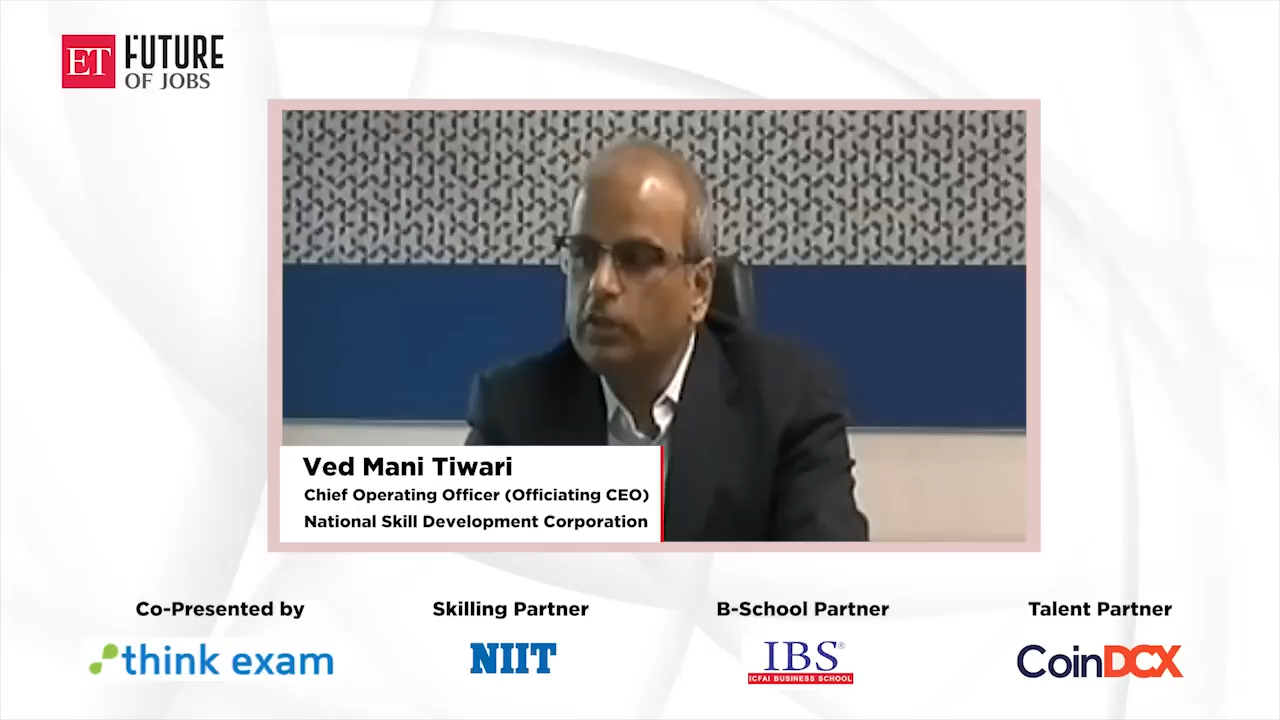 ET FUTURE
OF JOBS
Ved Mani Tiwari
Chief Operating Officer (Officiating CEO)
National Skill Development Corporation
Co-Presented by
Skilling Partner
B-School Partner
Talent Partner
think exam
NIIT
IBS®
ICFAI BUSINESS SCHOOL
CoinDCX